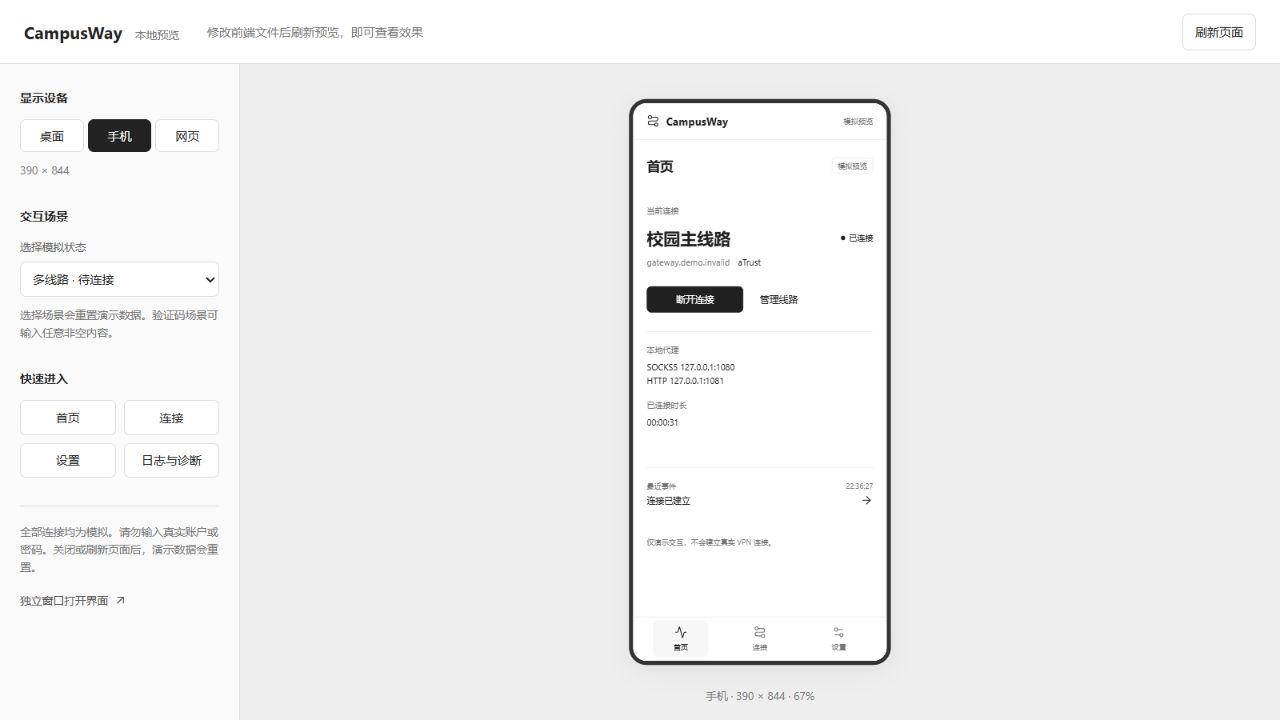 CampusWay 本地预览 修改前端文件后刷新预览，即可查看效果 刷新页面
显示设备
桌面 手机 网页
390 × 844
交互场景
选择模拟状态
多线路 · 待连接
选择场景会重置演示数据。验证码场景可
输入任意非空内容。
快速进入
首页 连接
设置 日志与诊断
全部连接均为模拟。请勿输入真实账户或
密码。关闭或刷新页面后，演示数据会重
置。
独立窗口打开界面
CampusWay 模拟预览
首页 模拟预览
当前连接
校园主线路 已连接
gateway.demo.invalid aTrust
断开连接 管理线路
本地代理
SOCKS5 127.0.0.1:1080
HTTP 127.0.0.1:1081
已连接时长
00:00:31
最近事件 22:36:27
连接已建立
仅演示交互，不会建立真实 VPN 连接。
首页 连接 设置
手机 · 390 × 844 · 67%